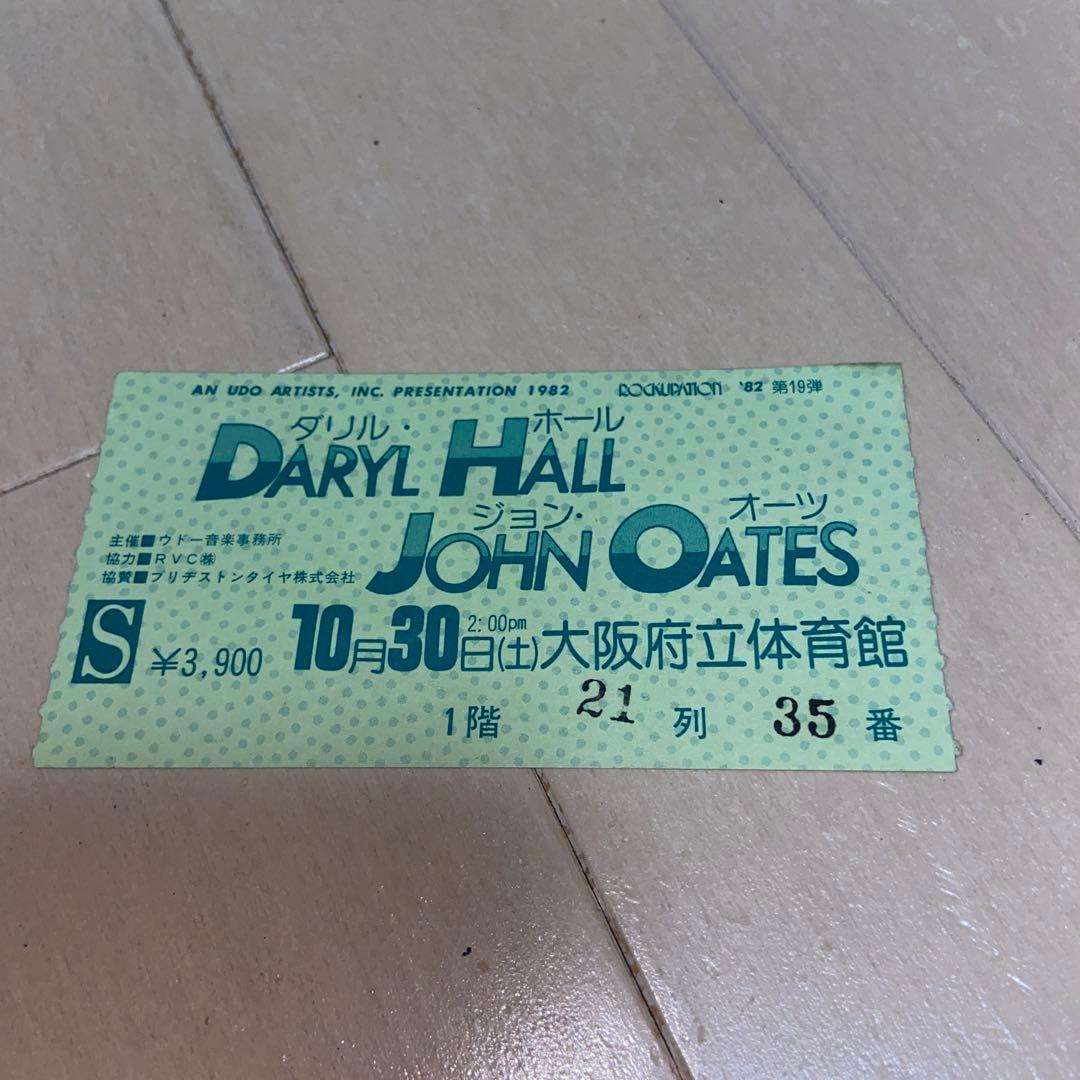 AN UDO ARTISTS, INC. PRESENTATION 1982 ROCKUPATION '82 第19弾
ダリル・ ホール
DARYL HALL
ジョン・ オーツ
JOHN OATES
主催■ウドー音楽事務所
協力■RVC㈱
協賛■ブリヂストンタイヤ株式会社
S ¥3,900 10月30日(土) 2:00pm 大阪府立体育館
1階 21 列 35 番